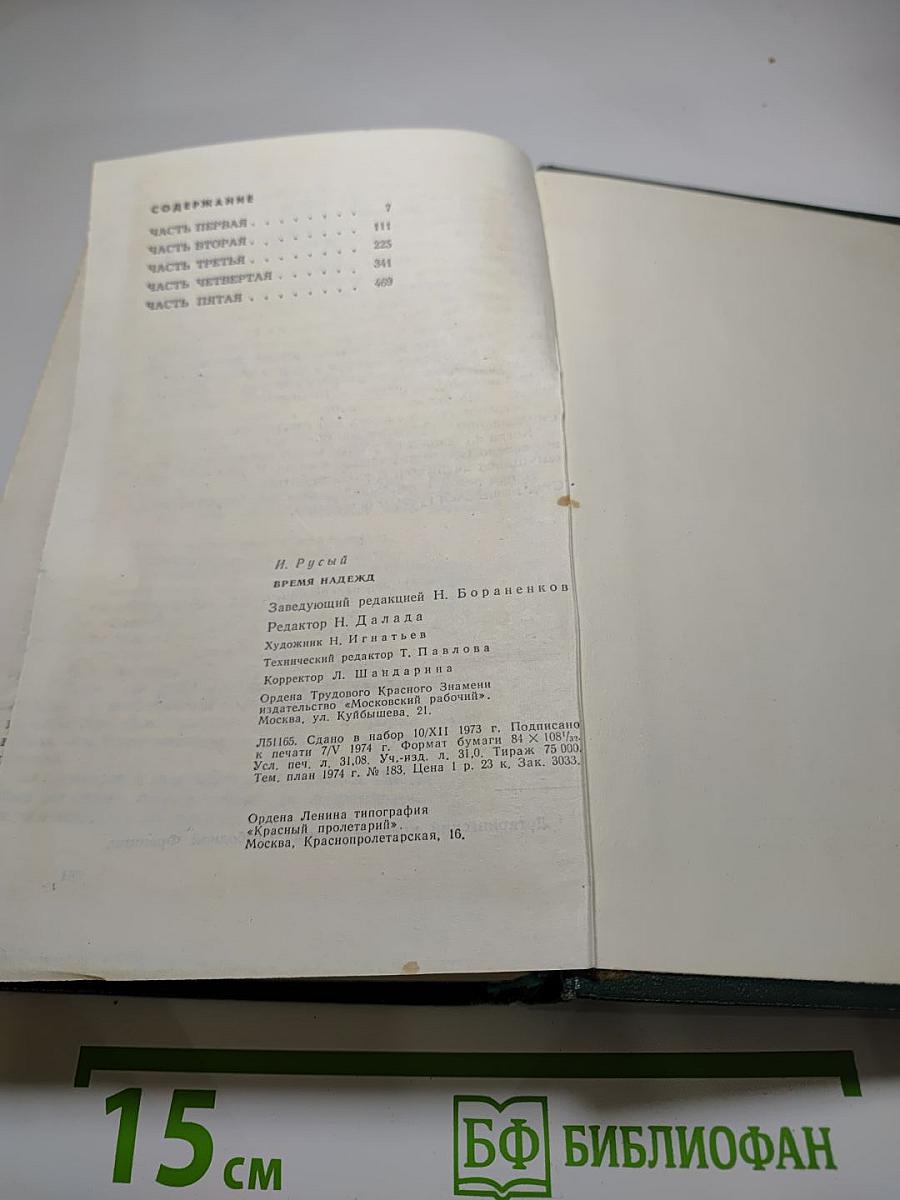 СОДЕРЖАНИЕ
ЧАСТЬ ПЕРВАЯ . . . . . . . . 7
ЧАСТЬ ВТОРАЯ . . . . . . . . 111
ЧАСТЬ ТРЕТЬЯ . . . . . . . . 225
ЧАСТЬ ЧЕТВЕРТАЯ . . . . . . 341
ЧАСТЬ ПЯТАЯ . . . . . . . . 469
И. Русый
ВРЕМЯ НАДЕЖД
Заведующий редакцией Н. Бораненков
Редактор Н. Далада
Художник Н. Игнатьев
Технический редактор Т. Павлова
Корректор Л. Шандарина
Ордена Трудового Красного Знамени
издательство «Московский рабочий».
Москва, ул. Куйбышева, 21.
Л51165. Сдано в набор 10/XII 1973 г. Подписано
к печати 7/V 1974 г. Формат бумаги 84 × 108¹/₃₂.
Усл. печ. л. 31,08. Уч.-изд. л. 31,0. Тираж 75 000.
Тем. план 1974 г. № 183. Цена 1 р. 23 к. Зак. 3033.
Ордена Ленина типография
«Красный пролетарий».
Москва, Краснопролетарская, 16.
15 см
БФ БИБЛИОФАН